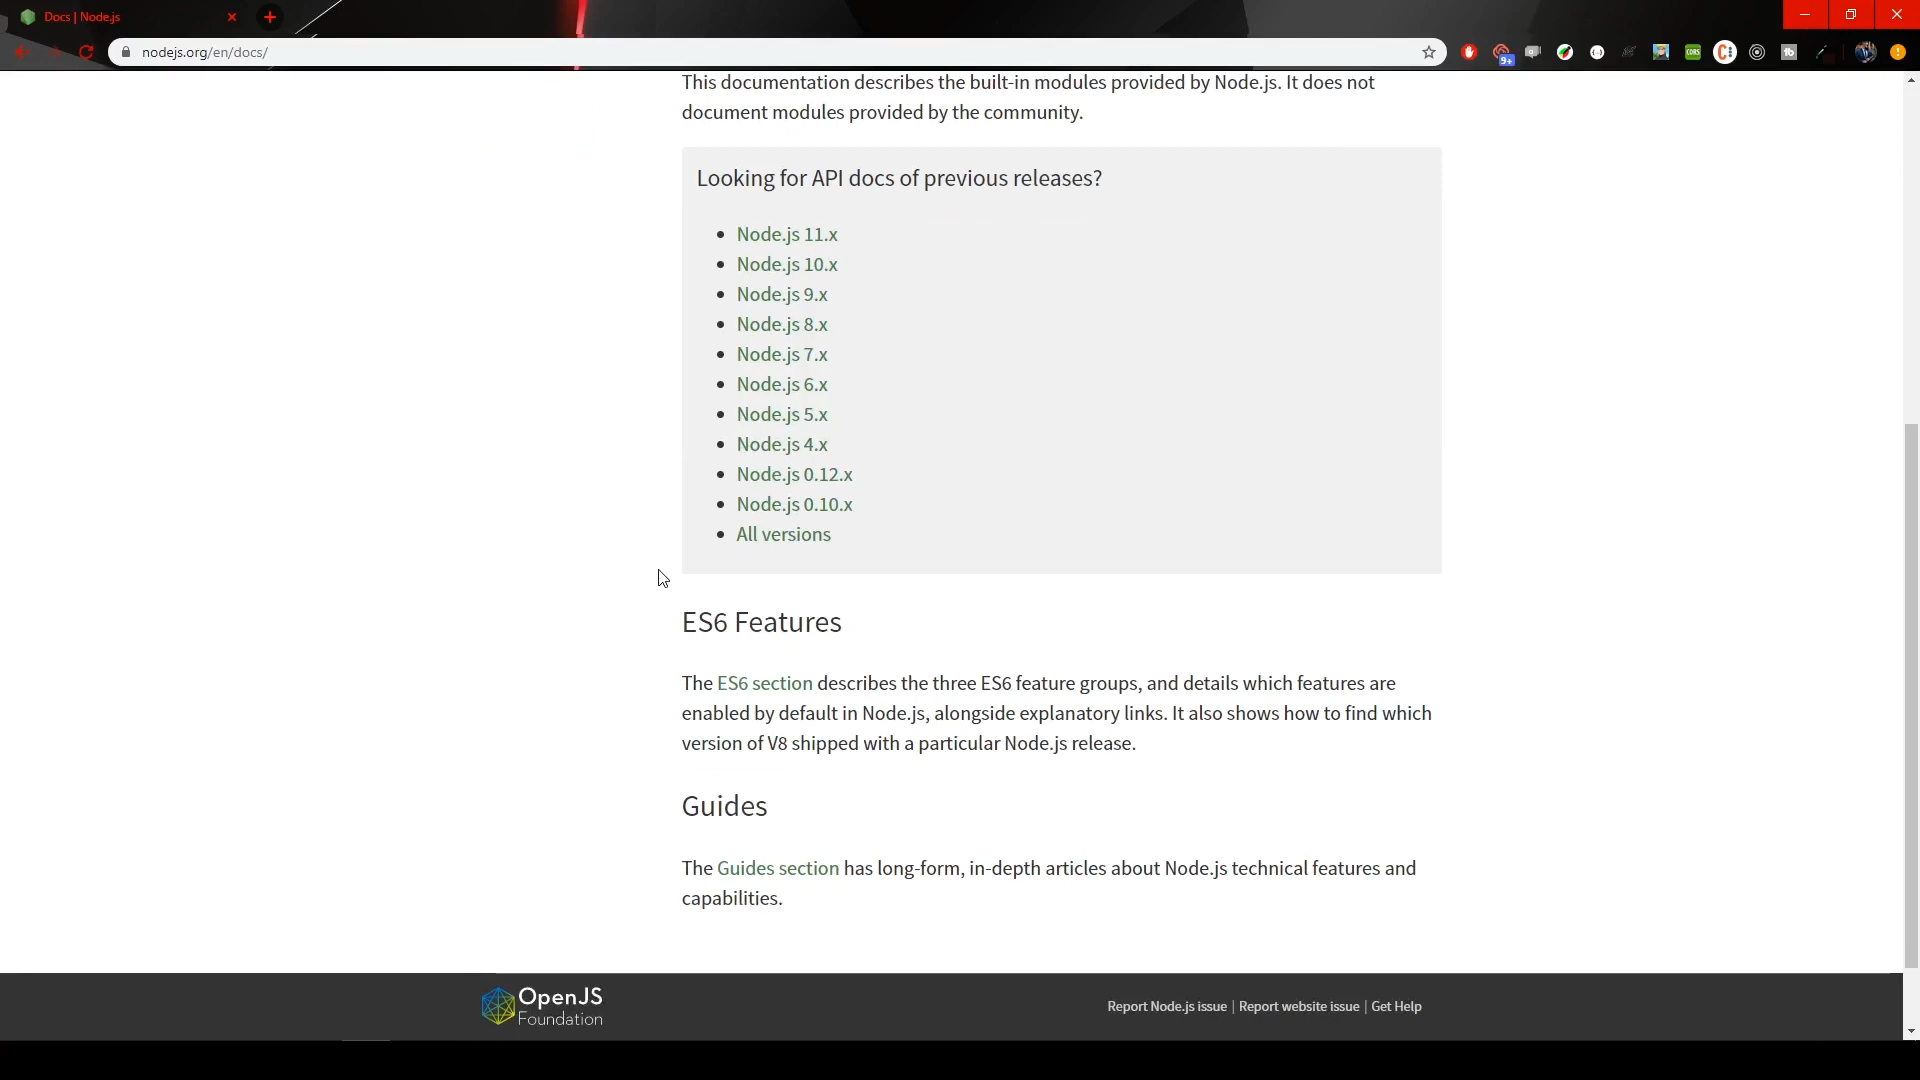 Docs | Node.js
nodejs.org/en/docs/
9+
CORS
This documentation describes the built-in modules provided by Node.js. It does not
document modules provided by the community.
Looking for API docs of previous releases?
Node.js 11.x
Node.js 10.x
Node.js 9.x
Node.js 8.x
Node.js 7.x
Node.js 6.x
Node.js 5.x
Node.js 4.x
Node.js 0.12.x
Node.js 0.10.x
All versions
ES6 Features
The ES6 section describes the three ES6 feature groups, and details which features are
enabled by default in Node.js, alongside explanatory links. It also shows how to find which
version of V8 shipped with a particular Node.js release.
Guides
The Guides section has long-form, in-depth articles about Node.js technical features and
capabilities.
OpenJS
Foundation
Report Node.js issue | Report website issue | Get Help